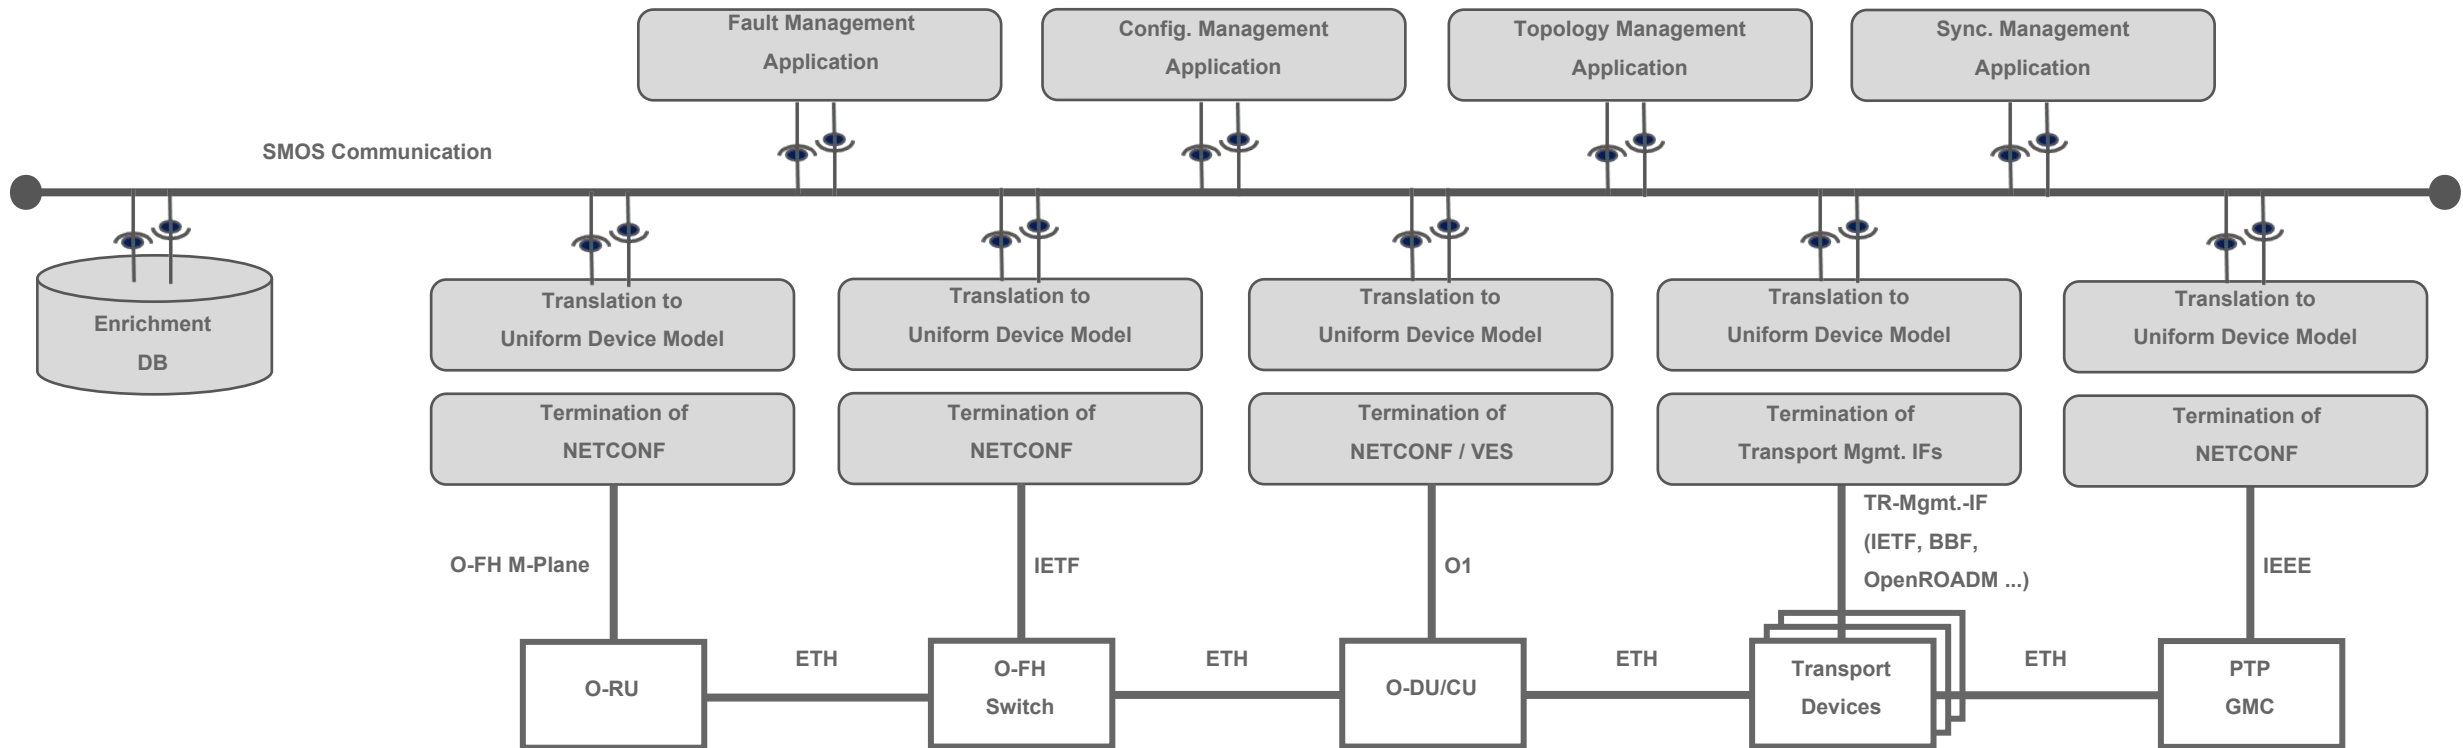 Fault Management
Application
Config. Management
Application
Topology Management
Application
Sync. Management
Application
SMOS Communication
Enrichment
DB
Translation to
Uniform Device Model
Translation to
Uniform Device Model
Translation to
Uniform Device Model
Translation to
Uniform Device Model
Translation to
Uniform Device Model
Termination of
NETCONF
Termination of
NETCONF
Termination of
NETCONF / VES
Termination of
Transport Mgmt. IFs
Termination of
NETCONF
O-FH M-Plane
IETF
O1
TR-Mgmt.-IF
(IETF, BBF,
OpenROADM ...)
IEEE
O-RU
ETH
O-FH
Switch
ETH
O-DU/CU
ETH
Transport
Devices
ETH
PTP
GMC